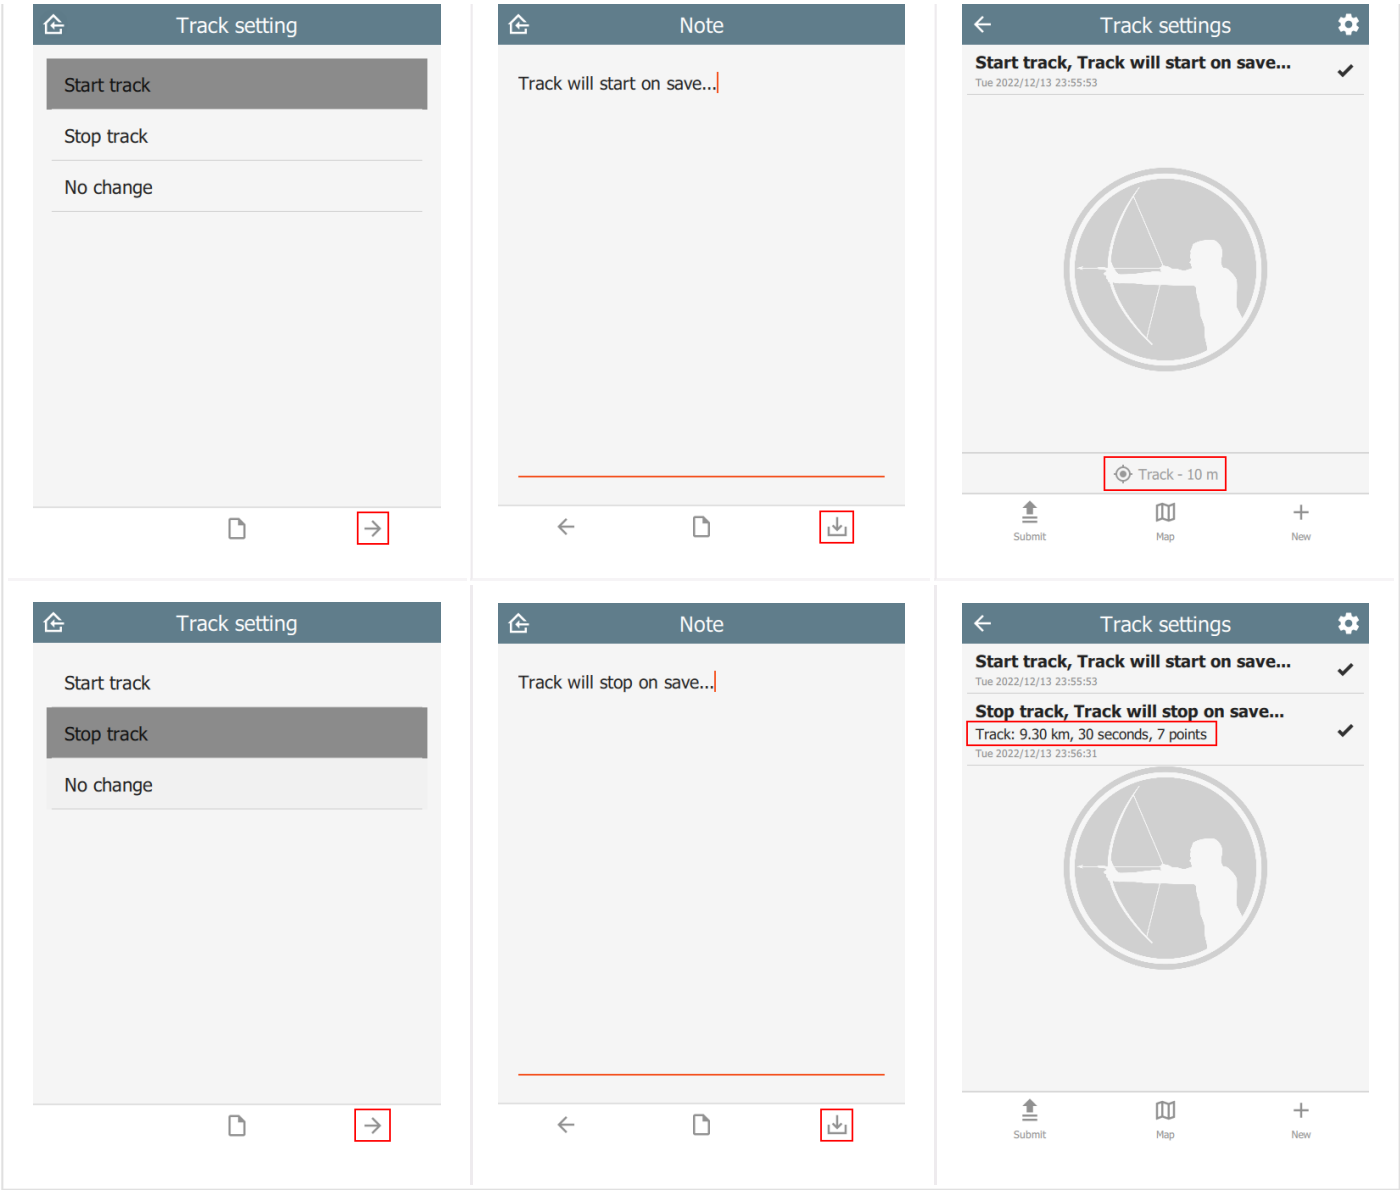 Track setting
Start track
Stop track
No change
Note
Track will start on save...
Track settings
Start track, Track will start on save...
Tue 2022/12/13 23:55:53
Track - 10 m
Submit
Map
New
Track setting
Start track
Stop track
No change
Note
Track will stop on save...
Track settings
Start track, Track will start on save...
Tue 2022/12/13 23:55:53
Stop track, Track will stop on save...
Track: 9.30 km, 30 seconds, 7 points
Tue 2022/12/13 23:56:31
Submit
Map
New